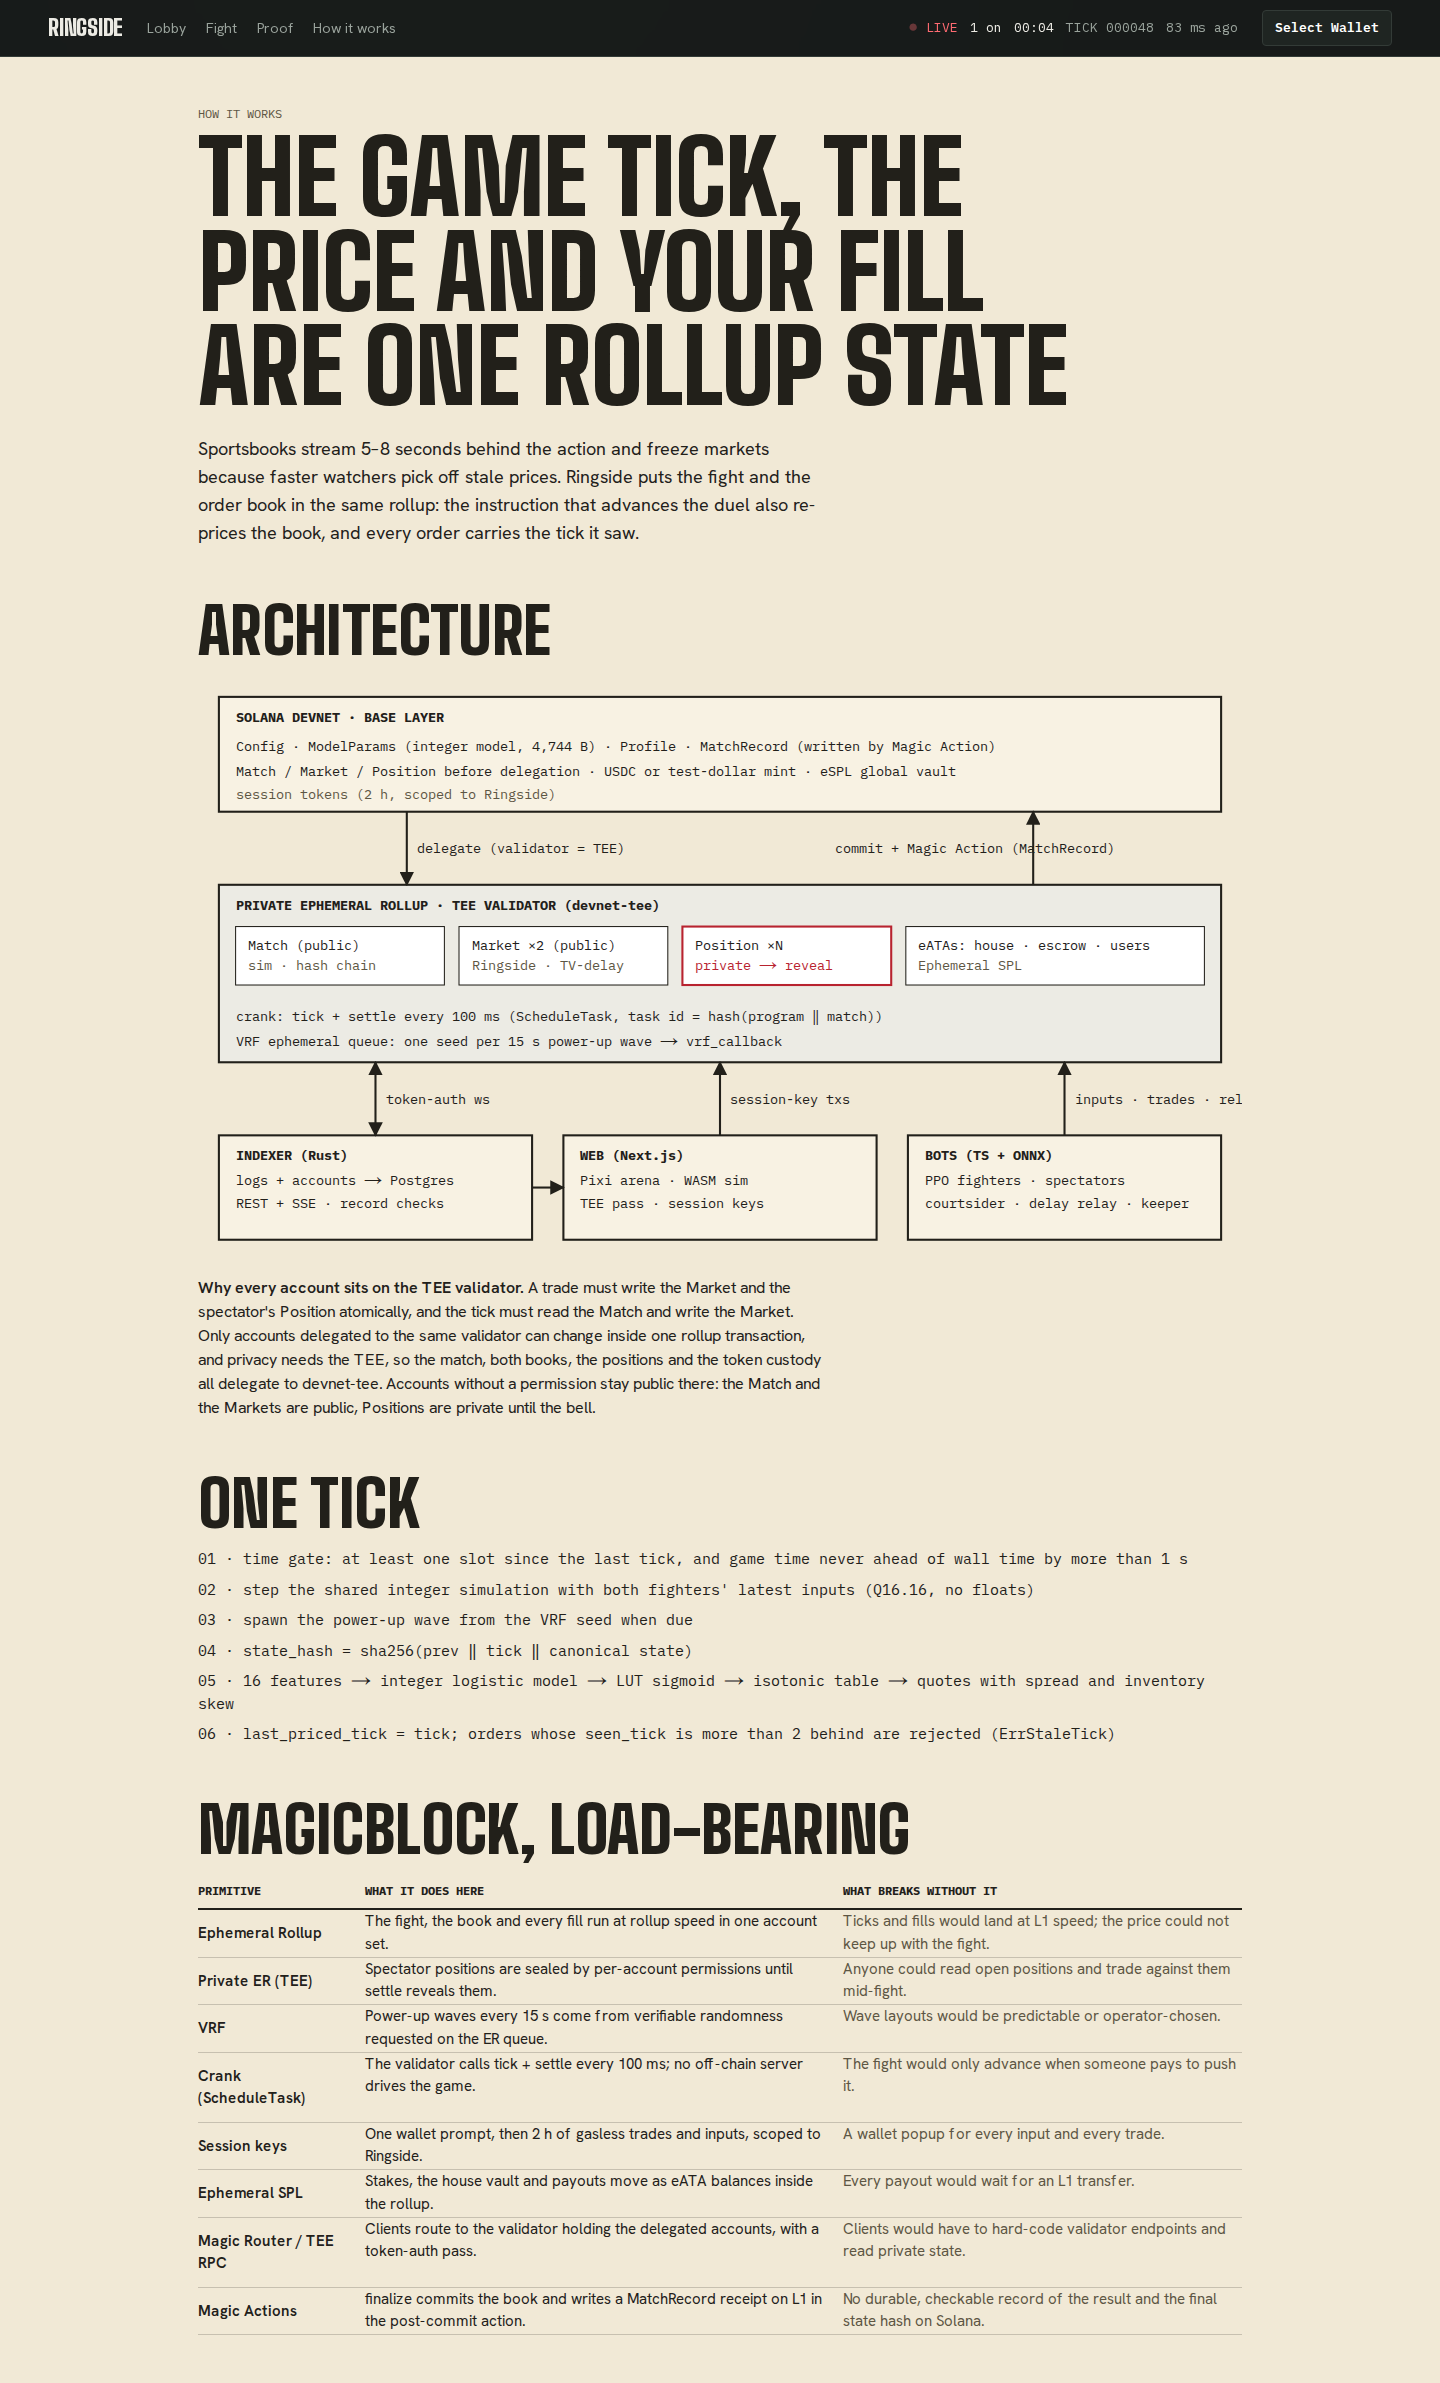 RINGSIDE Lobby Fight Proof How it works LIVE 1 on 00:04 TICK 000048 83 ms ago Select Wallet
HOW IT WORKS
THE GAME TICK, THE
PRICE AND YOUR FILL
ARE ONE ROLLUP STATE
Sportsbooks stream 5–8 seconds behind the action and freeze markets
because faster watchers pick off stale prices. Ringside puts the fight and the
order book in the same rollup: the instruction that advances the duel also re-
prices the book, and every order carries the tick it saw.
ARCHITECTURE
SOLANA DEVNET · BASE LAYER
Config · ModelParams (integer model, 4,744 B) · Profile · MatchRecord (written by Magic Action)
Match / Market / Position before delegation · USDC or test-dollar mint · eSPL global vault
session tokens (2 h, scoped to Ringside)
delegate (validator = TEE)
commit + Magic Action (MatchRecord)
PRIVATE EPHEMERAL ROLLUP · TEE VALIDATOR (devnet-tee)
Match (public)
sim · hash chain
Market ×2 (public)
Ringside · TV-delay
Position ×N
private → reveal
eATAs: house · escrow · users
Ephemeral SPL
crank: tick + settle every 100 ms (ScheduleTask, task id = hash(program ‖ match))
VRF ephemeral queue: one seed per 15 s power-up wave → vrf_callback
token-auth ws
session-key txs
inputs · trades · rel
INDEXER (Rust)
logs + accounts → Postgres
REST + SSE · record checks
WEB (Next.js)
Pixi arena · WASM sim
TEE pass · session keys
BOTS (TS + ONNX)
PPO fighters · spectators
courtsider · delay relay · keeper
Why every account sits on the TEE validator. A trade must write the Market and the
spectator's Position atomically, and the tick must read the Match and write the Market.
Only accounts delegated to the same validator can change inside one rollup transaction,
and privacy needs the TEE, so the match, both books, the positions and the token custody
all delegate to devnet-tee. Accounts without a permission stay public there: the Match and
the Markets are public, Positions are private until the bell.
ONE TICK
01 · time gate: at least one slot since the last tick, and game time never ahead of wall time by more than 1 s
02 · step the shared integer simulation with both fighters' latest inputs (Q16.16, no floats)
03 · spawn the power-up wave from the VRF seed when due
04 · state_hash = sha256(prev ‖ tick ‖ canonical state)
05 · 16 features → integer logistic model → LUT sigmoid → isotonic table → quotes with spread and inventory
skew
06 · last_priced_tick = tick; orders whose seen_tick is more than 2 behind are rejected (ErrStaleTick)
MAGICBLOCK, LOAD-BEARING
PRIMITIVE WHAT IT DOES HERE WHAT BREAKS WITHOUT IT
Ephemeral Rollup
The fight, the book and every fill run at rollup speed in one account
set.
Ticks and fills would land at L1 speed; the price could not
keep up with the fight.
Private ER (TEE)
Spectator positions are sealed by per-account permissions until
settle reveals them.
Anyone could read open positions and trade against them
mid-fight.
VRF
Power-up waves every 15 s come from verifiable randomness
requested on the ER queue.
Wave layouts would be predictable or operator-chosen.
Crank
(ScheduleTask)
The validator calls tick + settle every 100 ms; no off-chain server
drives the game.
The fight would only advance when someone pays to push
it.
Session keys
One wallet prompt, then 2 h of gasless trades and inputs, scoped to
Ringside.
A wallet popup for every input and every trade.
Ephemeral SPL
Stakes, the house vault and payouts move as eATA balances inside
the rollup.
Every payout would wait for an L1 transfer.
Magic Router / TEE
RPC
Clients route to the validator holding the delegated accounts, with a
token-auth pass.
Clients would have to hard-code validator endpoints and
read private state.
Magic Actions
finalize commits the book and writes a MatchRecord receipt on L1 in
the post-commit action.
No durable, checkable record of the result and the final
state hash on Solana.